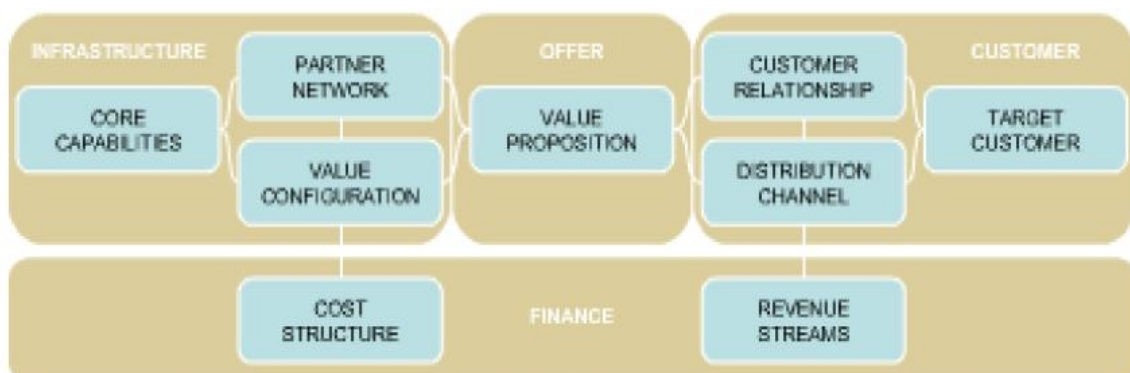 INFRASTRUCTURE
PARTNER
NETWORK
CORE
CAPABILITIES
VALUE
CONFIGURATION
OFFER
VALUE
PROPOSITION
CUSTOMER
CUSTOMER
RELATIONSHIP
DISTRIBUTION
CHANNEL
TARGET
CUSTOMER
COST
STRUCTURE
FINANCE
REVENUE
STREAMS